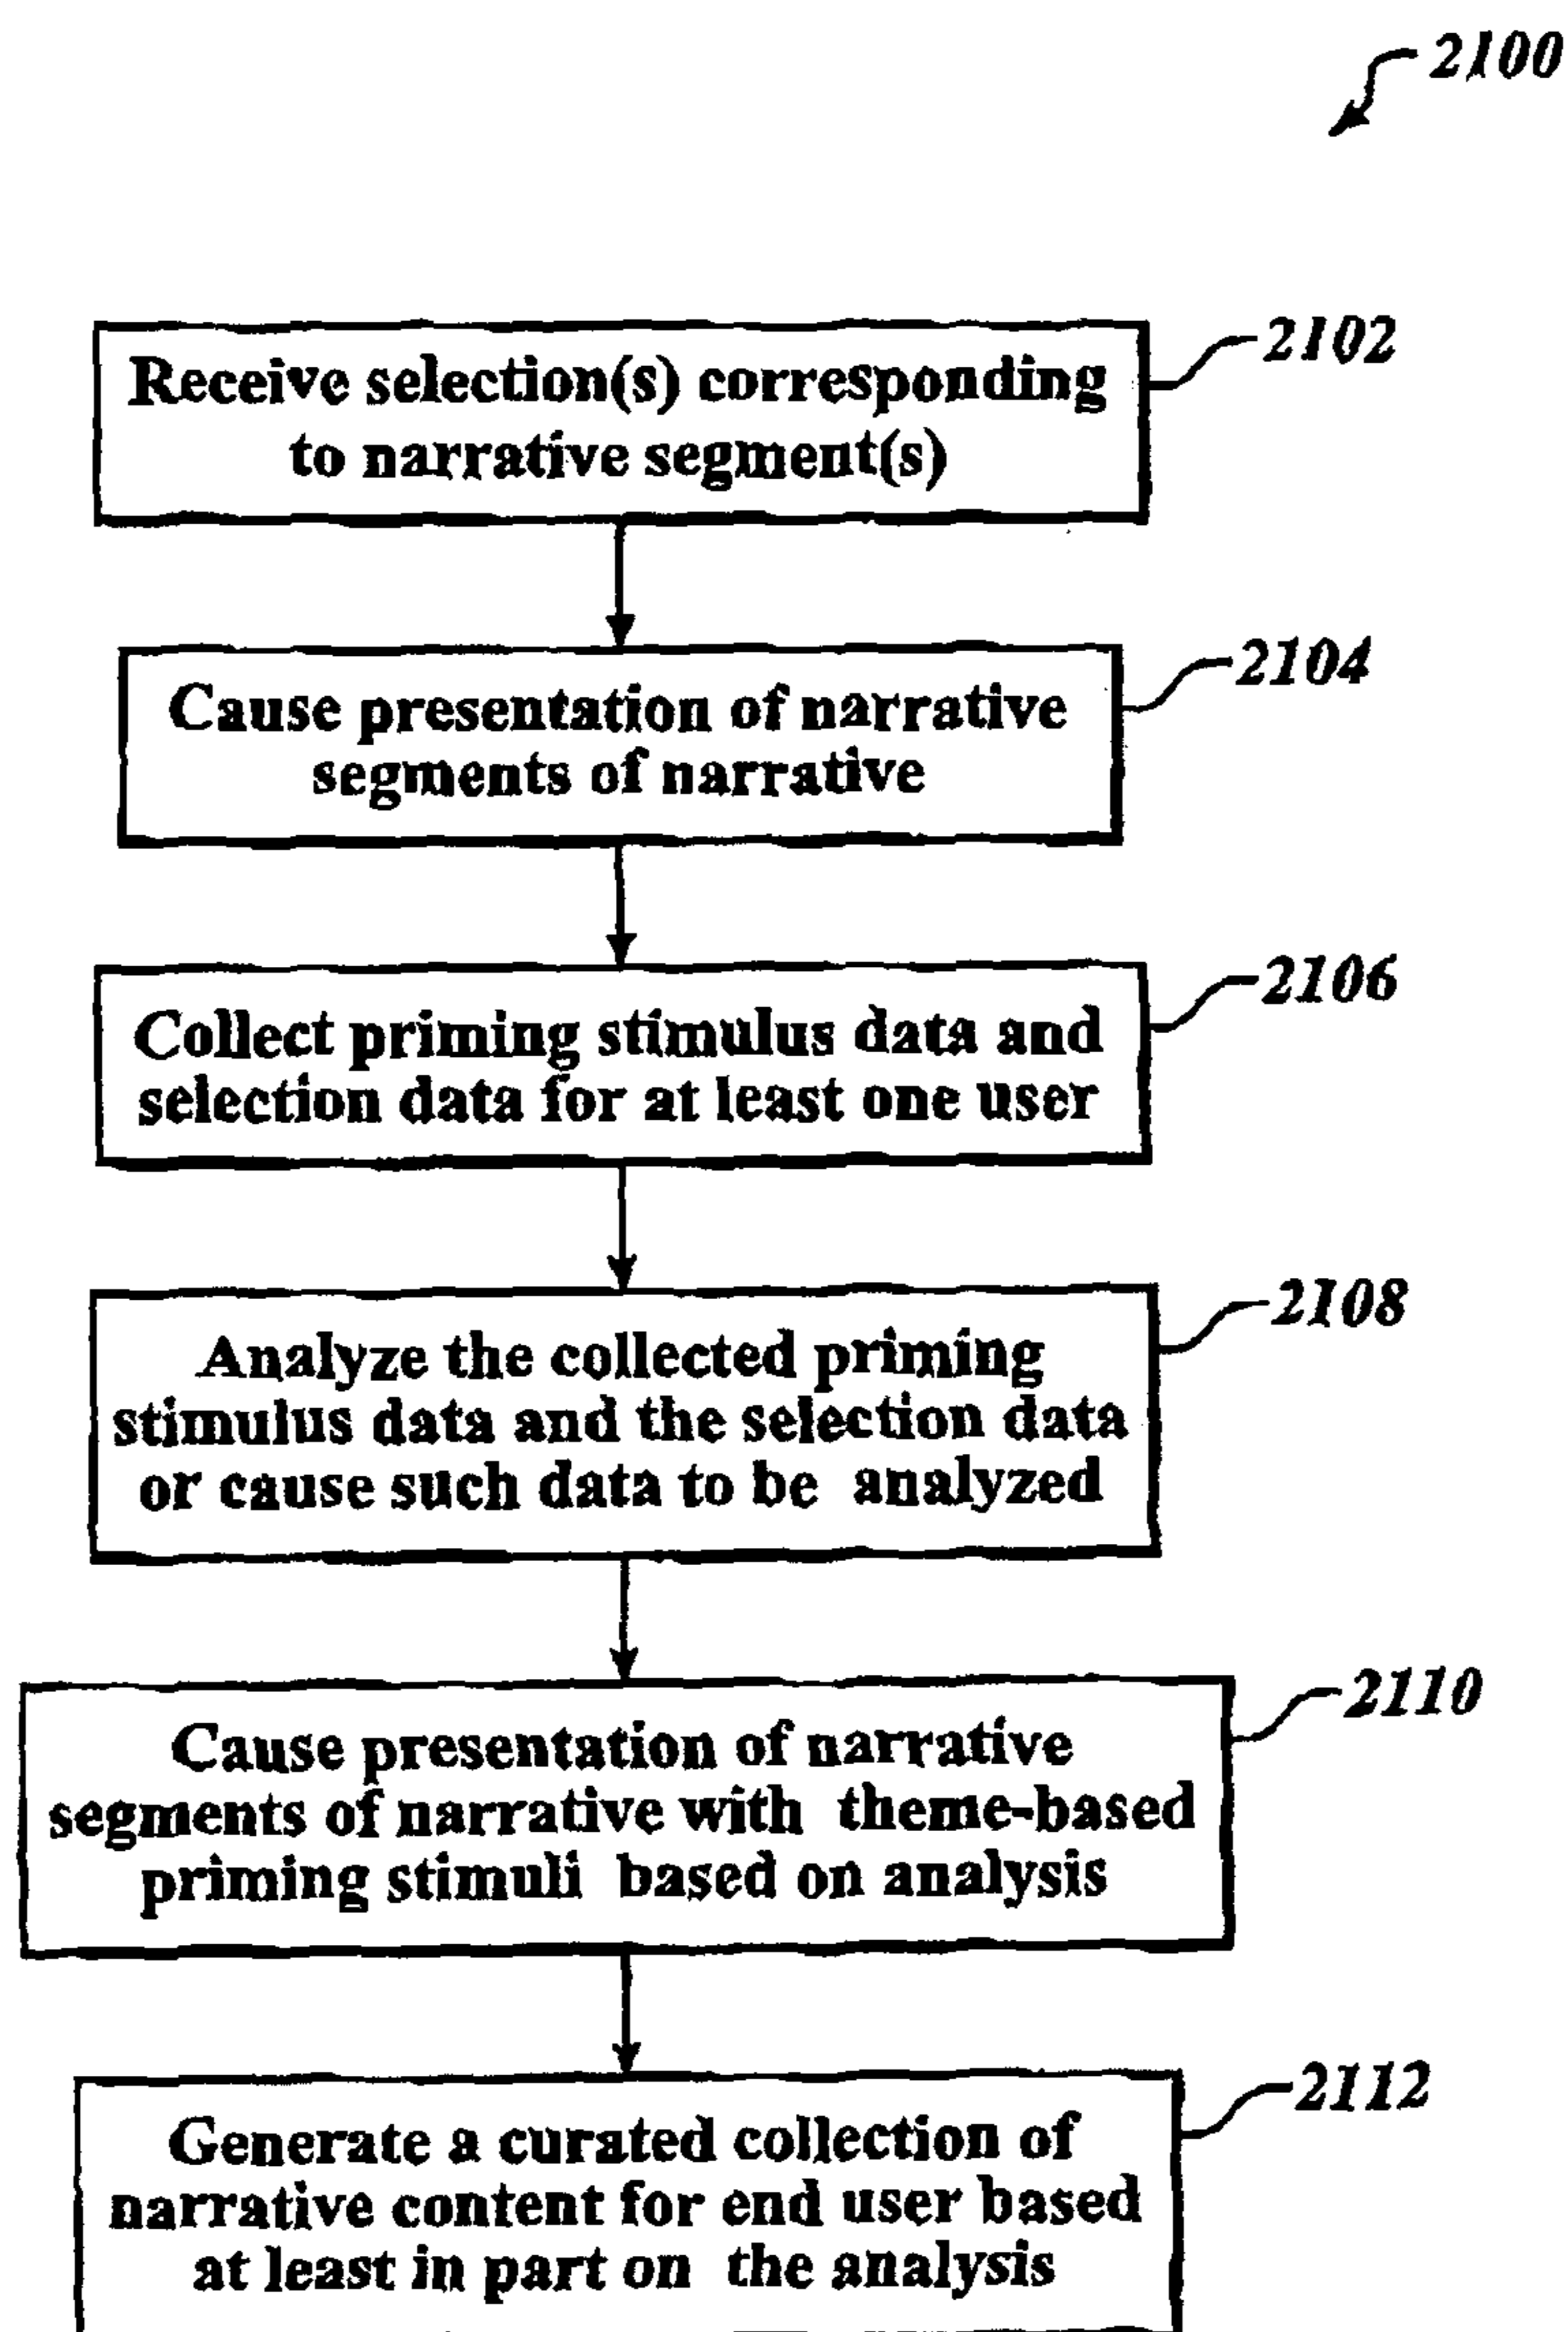 2100
Receive selection(s) corresponding
to narrative segment(s)
2102
Cause presentation of narrative
segments of narrative
2104
Collect priming stimulus data and
selection data for at least one user
2106
Analyze the collected priming
stimulus data and the selection data
or cause such data to be analyzed
2108
Cause presentation of narrative
segments of narrative with theme-based
priming stimuli based on analysis
2110
Generate a curated collection of
narrative content for end user based
at least in part on the analysis
2112